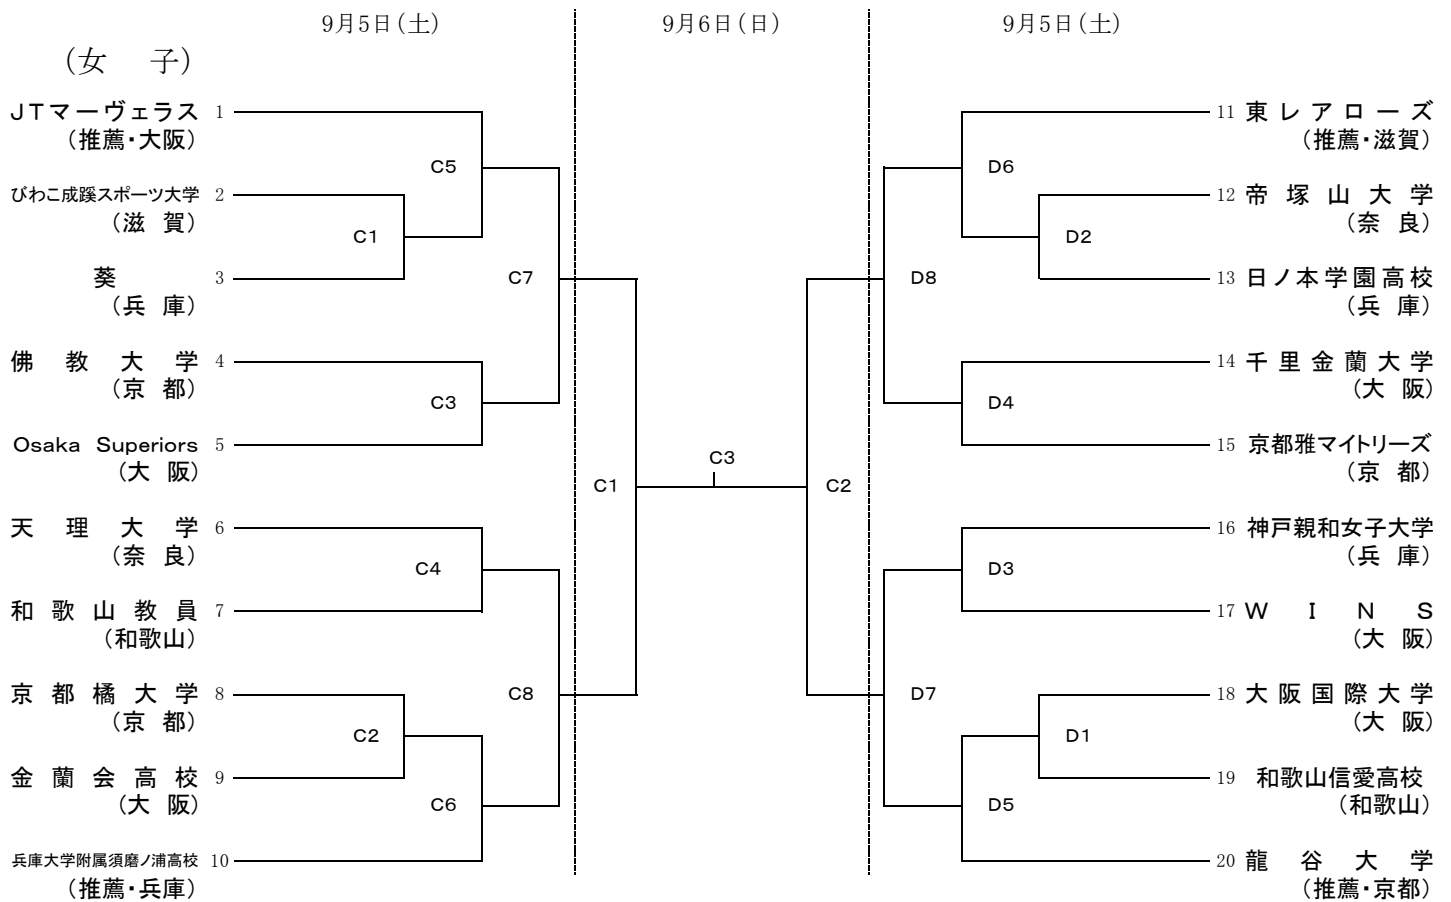 9月5日(土)
9月6日(日)
9月5日(土)
(女 子)
JTマーヴェラス 1
(推薦・大阪)
びわこ成蹊スポーツ大学 2
(滋 賀)
葵 3
(兵 庫)
佛教大学 4
(京 都)
Osaka Superiors 5
(大 阪)
天理大学 6
(奈 良)
和歌山教員 7
(和歌山)
京都橘大学 8
(京 都)
金蘭会高校 9
(大 阪)
兵庫大学附属須磨ノ浦高校 10
(推薦・兵庫)
C5
C1
C7
C3
C4
C8
C2
C6
C1
C3
C2
D6
D2
D8
D4
D3
D7
D1
D5
11 東レアローズ
(推薦・滋賀)
12 帝塚山大学
(奈 良)
13 日ノ本学園高校
(兵 庫)
14 千里金蘭大学
(大 阪)
15 京都雅マイトリーズ
(京 都)
16 神戸親和女子大学
(兵 庫)
17 WINS
(大 阪)
18 大阪国際大学
(大 阪)
19 和歌山信愛高校
(和歌山)
20 龍谷大学
(推薦・京都)